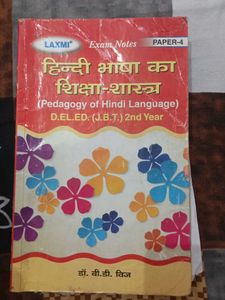 LAXMI®
Exam Notes
PAPER-4
हिन्दी भाषा का
शिक्षा-शास्त्र
(Pedagogy of Hindi Language)
D.EL.ED. (J.B.T.) 2nd Year
डॉ. बी.डी. विज